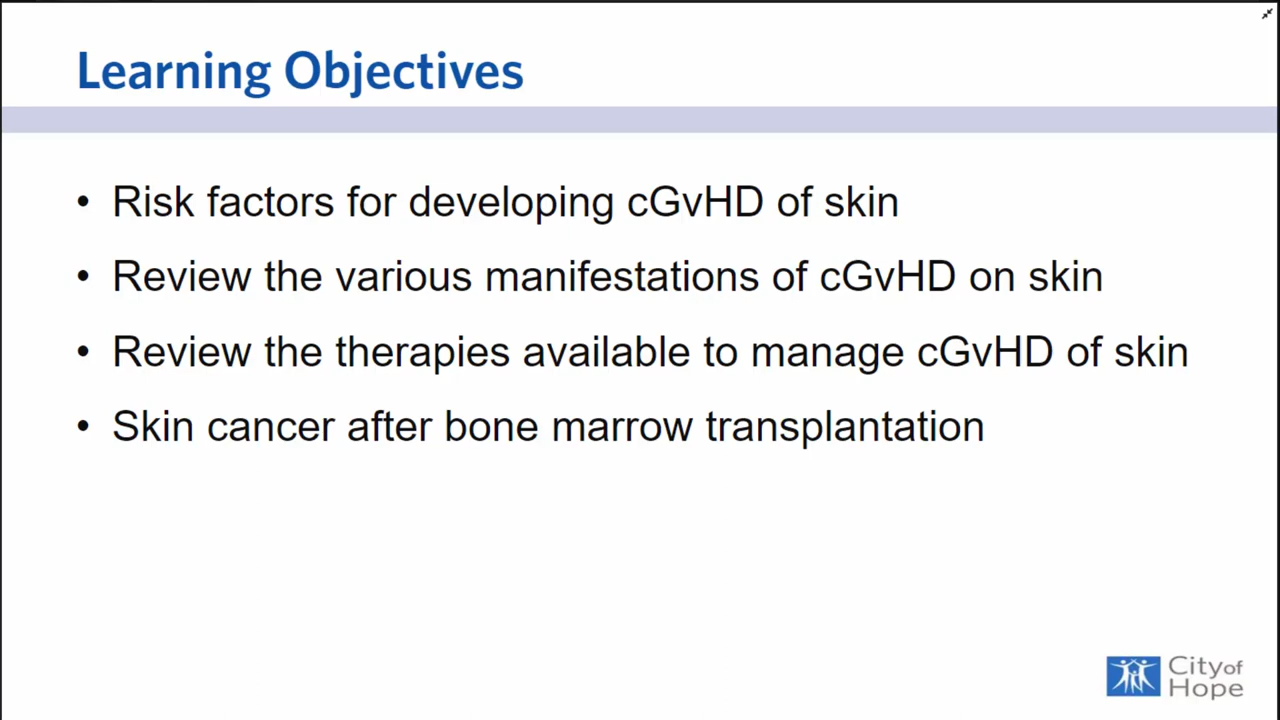 Learning Objectives
• Risk factors for developing cGvHD of skin
• Review the various manifestations of cGvHD on skin
• Review the therapies available to manage cGvHD of skin
• Skin cancer after bone marrow transplantation
City of
Hope